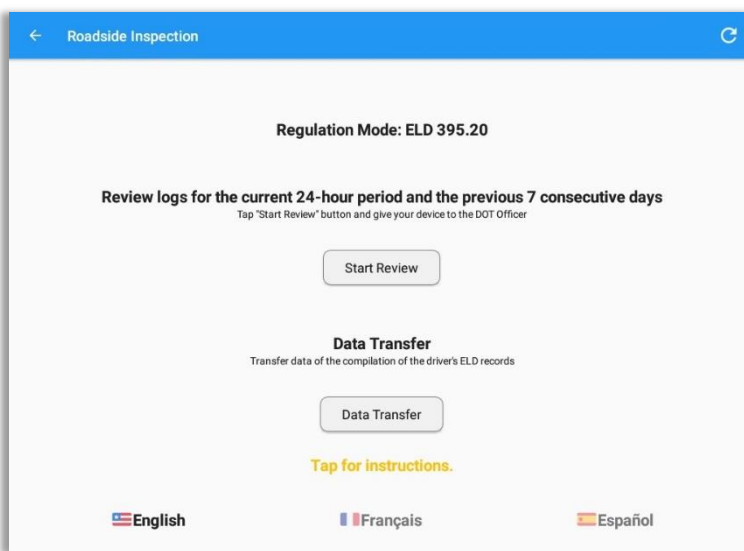 Roadside Inspection
Regulation Mode: ELD 395.20
Review logs for the current 24-hour period and the previous 7 consecutive days
Tap "Start Review" button and give your device to the DOT Officer
Start Review
Data Transfer
Transfer data of the compilation of the driver's ELD records
Data Transfer
Tap for instructions.
English Français Español